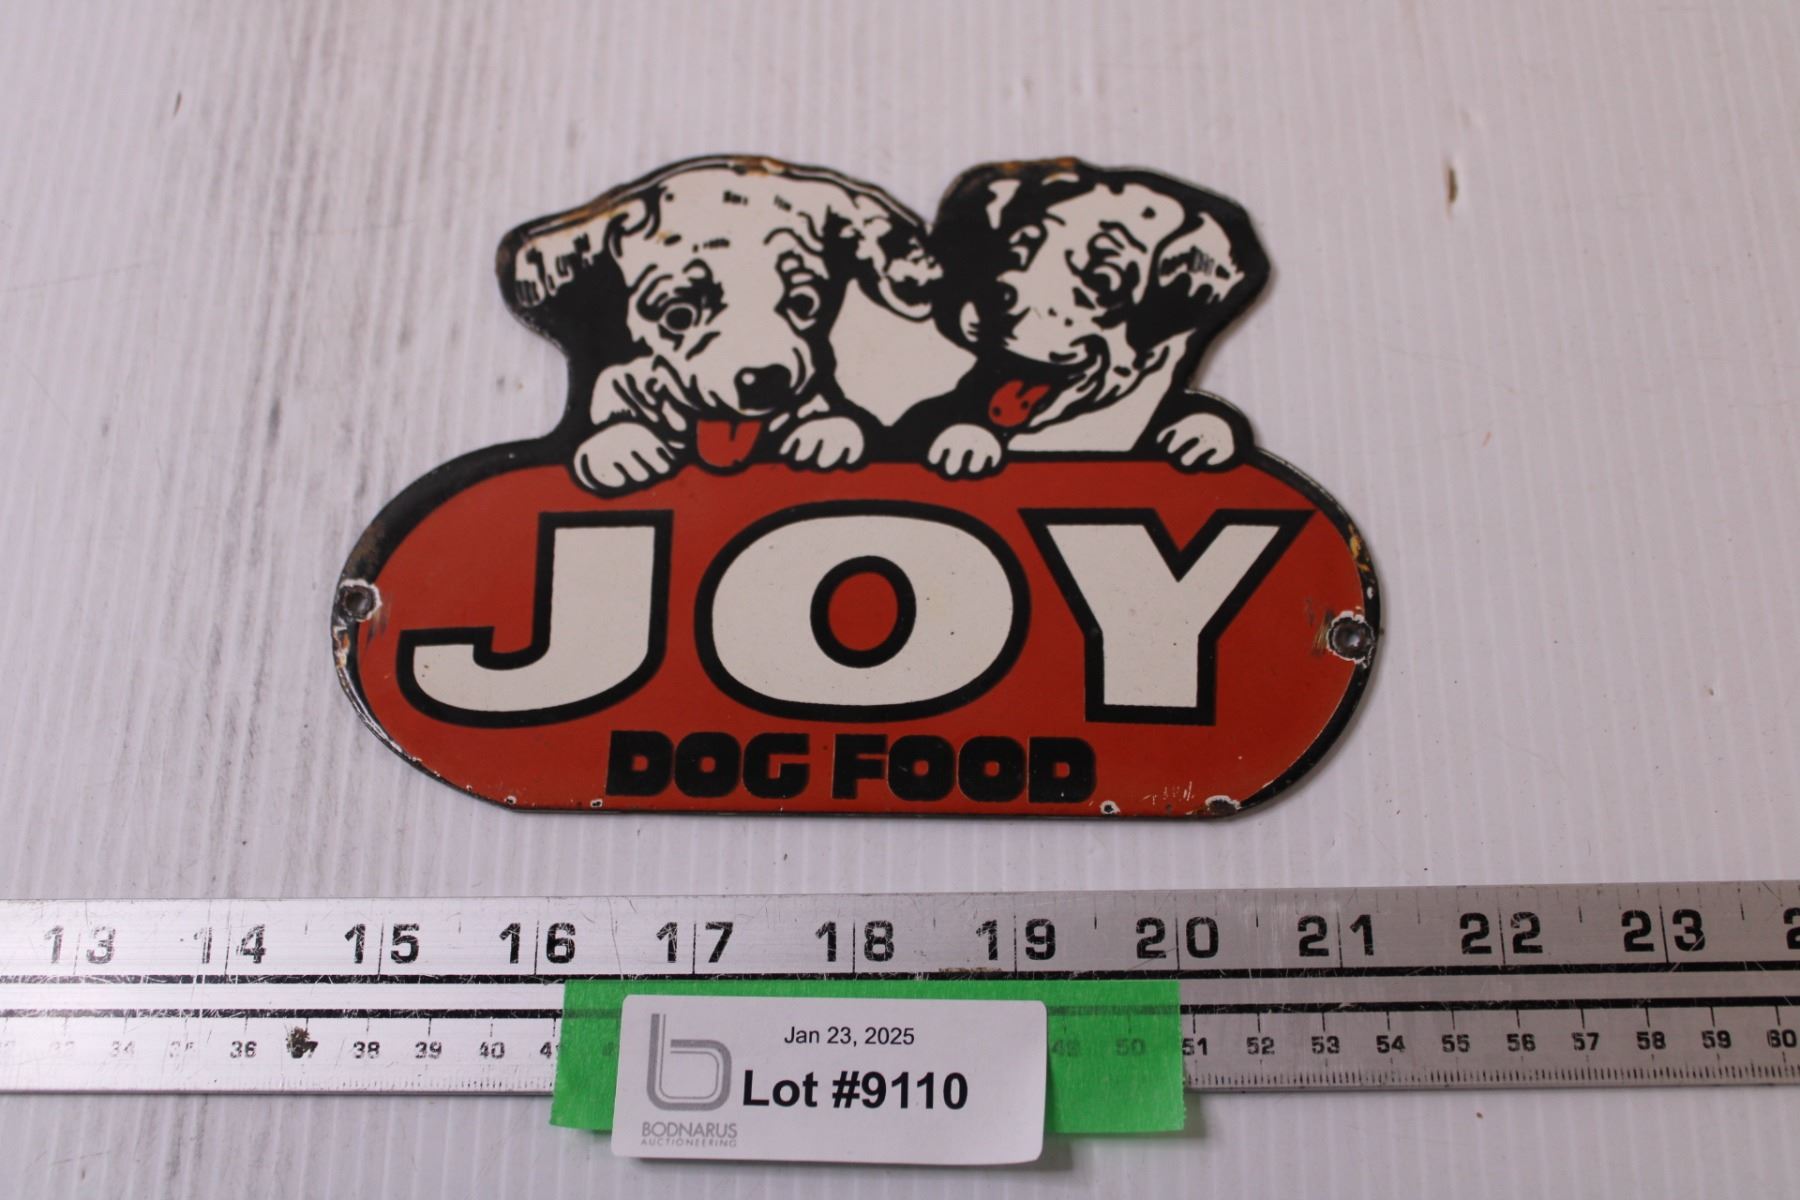 JOY
DOG FOOD
13 14 15 16 17 18 19 20 21 22 23
34 36 37 38 39 40 41 49 50 51 52 53 54 55 56 57 58 59 60
Jan 23, 2025
Lot #9110
BODNARUS
AUCTIONEERING